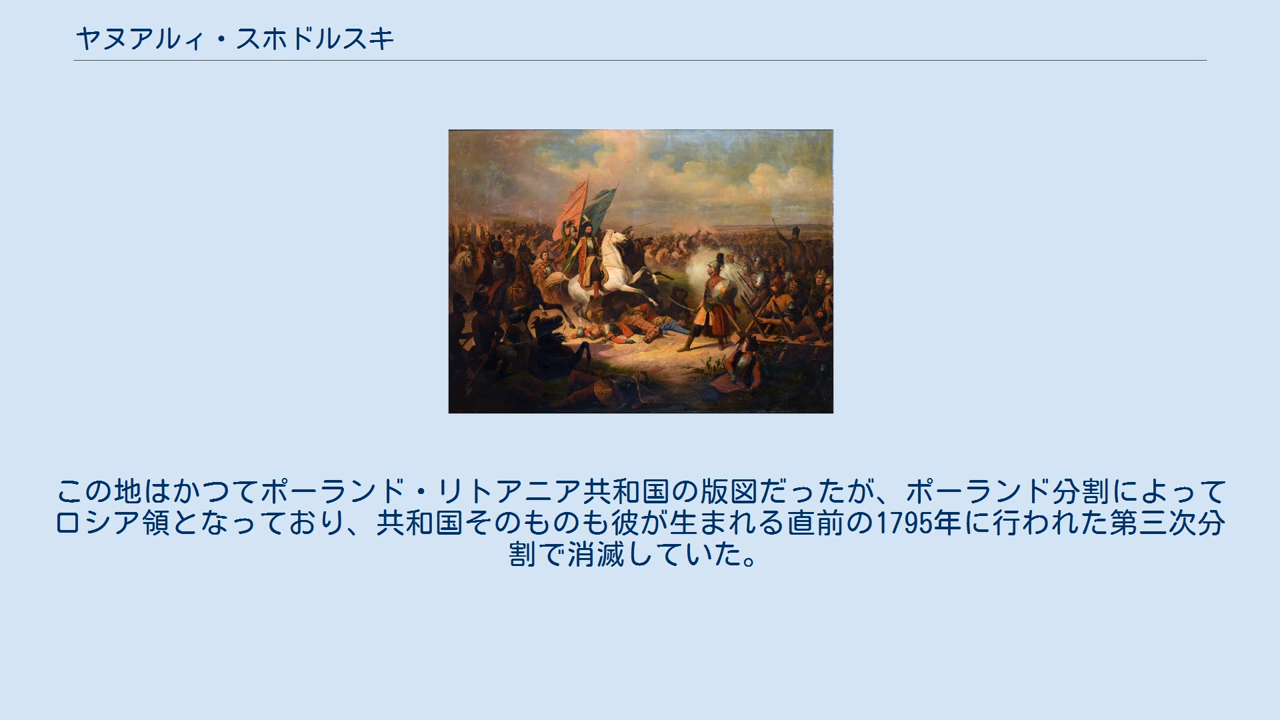 ヤヌアルィ・スホドルスキ
この地はかつてポーランド・リトアニア共和国の版図だったが、ポーランド分割によって
ロシア領となっており、共和国そのものも彼が生まれる直前の1795年に行われた第三次分
割で消滅していた。